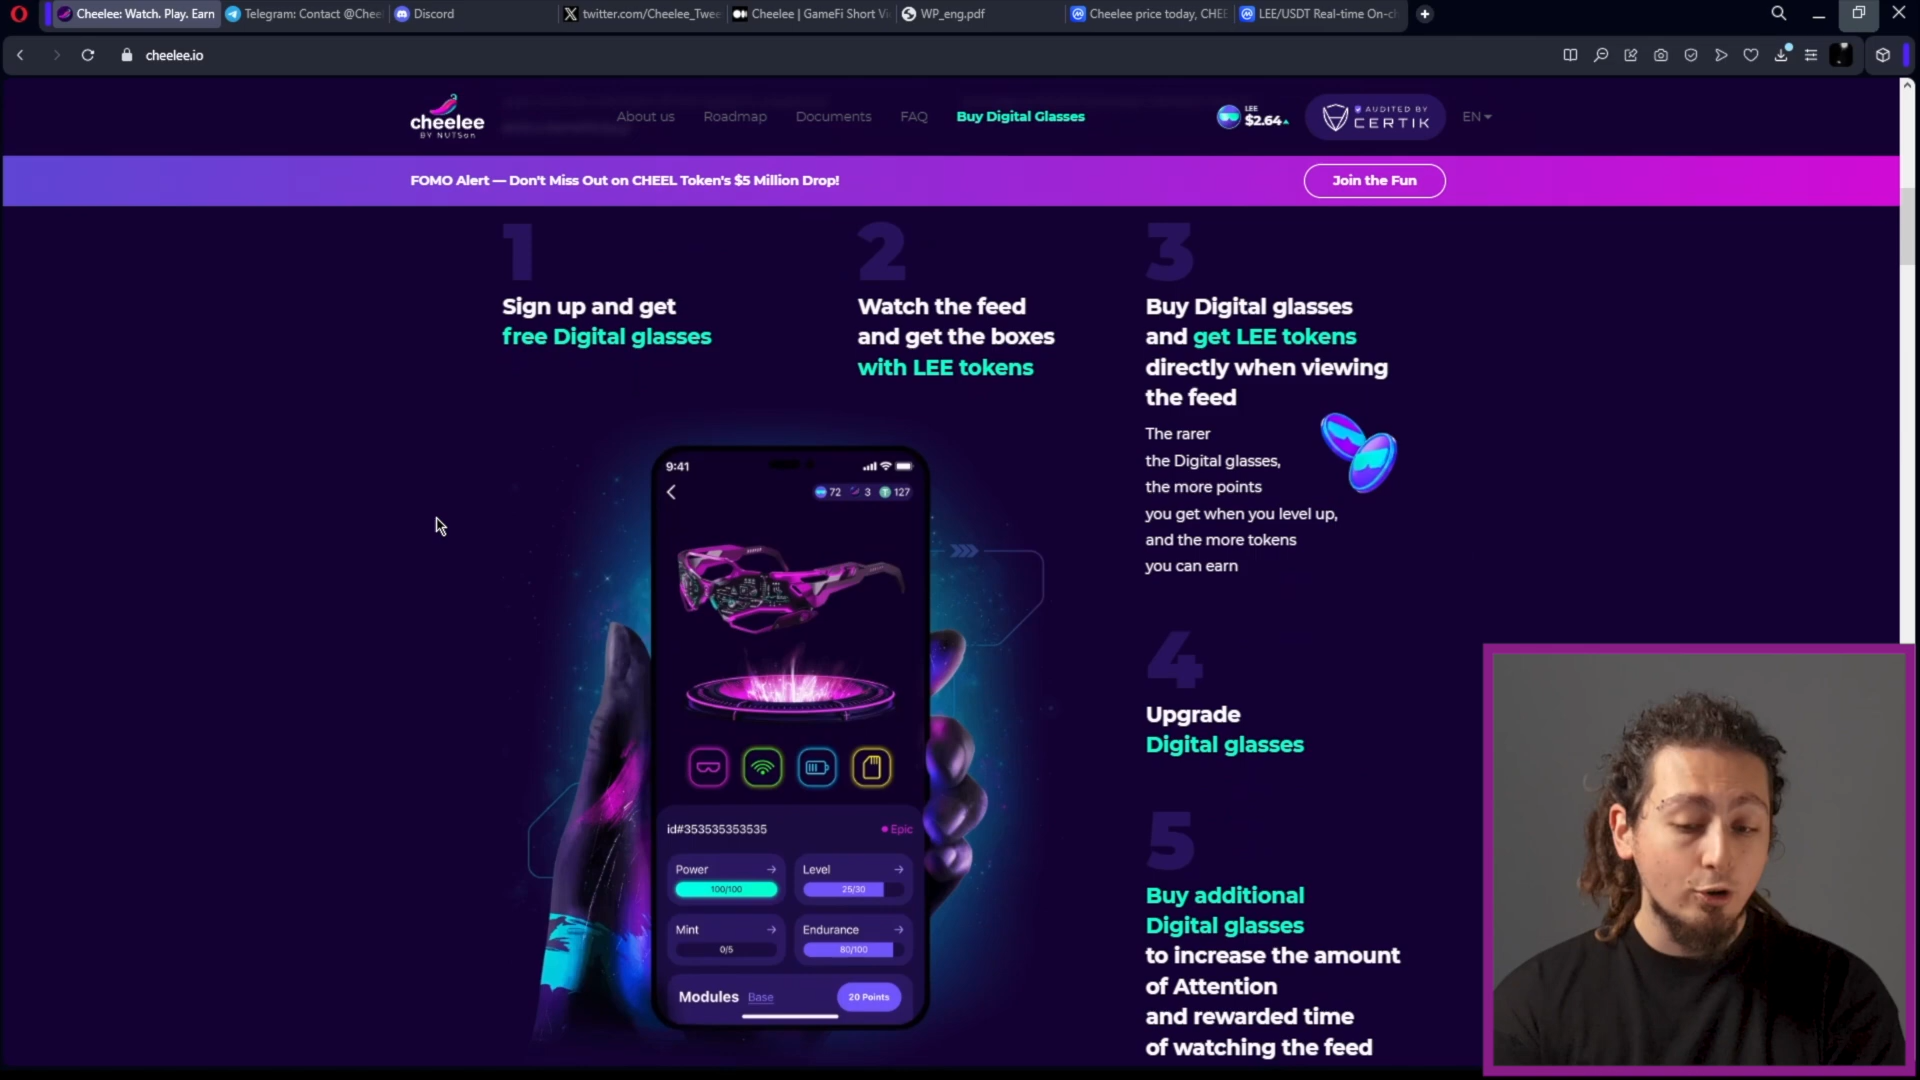 Cheelee: Watch. Play. Earn
Telegram: Contact @Chee
Discord
twitter.com/Cheelee_Twee
Cheelee | GameFi Short Vi
WP_eng.pdf
Cheelee price today, CHEE
LEE/USDT Real-time On-ch
cheelee.io
cheelee
BY NUTSon
About us
Roadmap
Documents
FAQ
Buy Digital Glasses
LEE
$2.64
AUDITED BY
CERTIK
EN
FOMO Alert — Don't Miss Out on CHEEL Token's $5 Million Drop!
Join the Fun
1
Sign up and get
free Digital glasses
2
Watch the feed
and get the boxes
with LEE tokens
3
Buy Digital glasses
and get LEE tokens
directly when viewing
the feed
The rarer
the Digital glasses,
the more points
you get when you level up,
and the more tokens
you can earn
9:41
72 3 127
id#353535353535
Epic
Power
100/100
Level
25/30
Mint
0/5
Endurance
80/100
Modules Base
20 Points
4
Upgrade
Digital glasses
5
Buy additional
Digital glasses
to increase the amount
of Attention
and rewarded time
of watching the feed